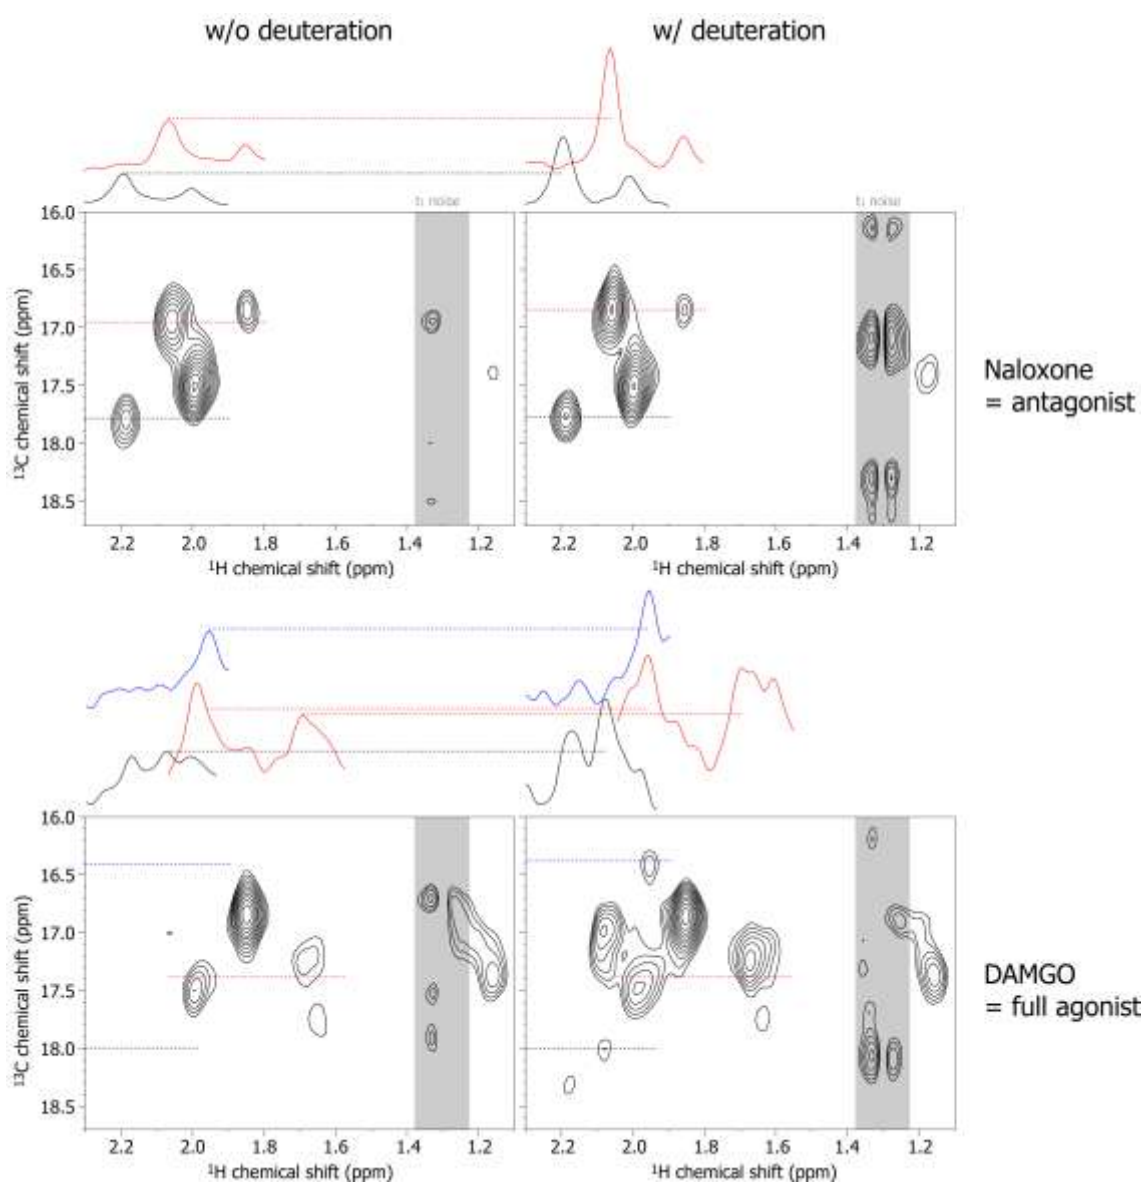 w/o deuteration
w/ deuteration
t₁ noise
t₁ noise
16.0
16.5
17.0
17.5
18.0
18.5
¹³C chemical shift (ppm)
2.2 2.0 1.8 1.6 1.4 1.2
2.2 2.0 1.8 1.6 1.4 1.2
¹H chemical shift (ppm)
¹H chemical shift (ppm)
Naloxone
= antagonist
16.0
16.5
17.0
17.5
18.0
18.5
¹³C chemical shift (ppm)
2.2 2.0 1.8 1.6 1.4 1.2
2.2 2.0 1.8 1.6 1.4 1.2
¹H chemical shift (ppm)
¹H chemical shift (ppm)
DAMGO
= full agonist